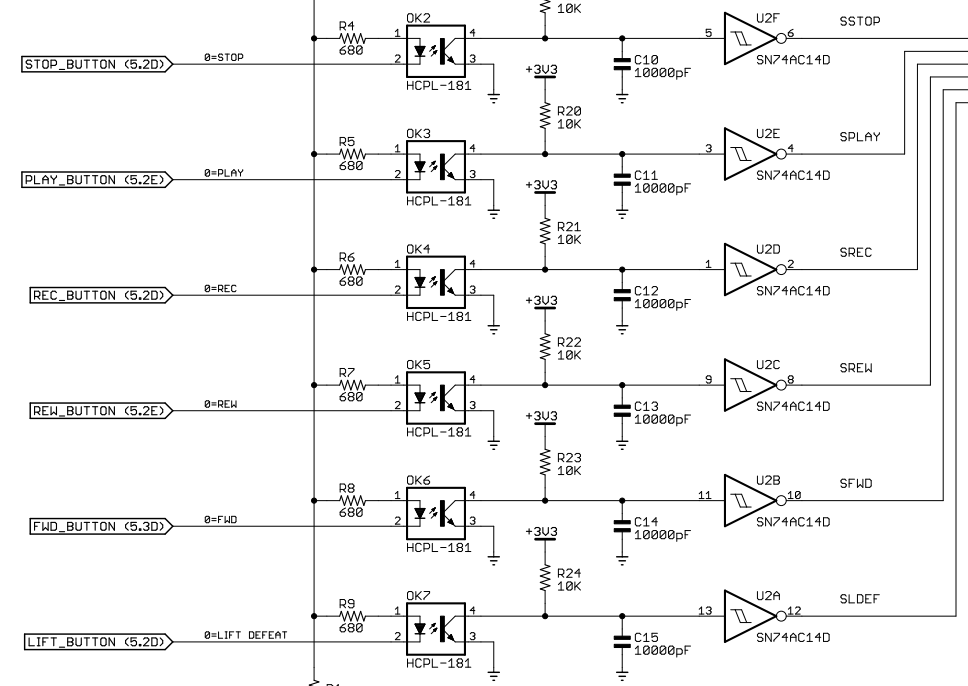 10K
R4
680
OK2
1
2
4
3
HCPL-181
STOP_BUTTON (5.2D)
0=STOP
C10
10000pF
U2F
5
6
SN74AC14D
SSTOP
+3V3
R20
10K
R5
680
OK3
1
2
4
3
HCPL-181
PLAY_BUTTON (5.2E)
0=PLAY
C11
10000pF
U2E
3
4
SN74AC14D
SPLAY
+3V3
R21
10K
R6
680
OK4
1
2
4
3
HCPL-181
REC_BUTTON (5.2D)
0=REC
C12
10000pF
U2D
1
2
SN74AC14D
SREC
+3V3
R22
10K
R7
680
OK5
1
2
4
3
HCPL-181
REW_BUTTON (5.2E)
0=REW
C13
10000pF
U2C
9
8
SN74AC14D
SREW
+3V3
R23
10K
R8
680
OK6
1
2
4
3
HCPL-181
FWD_BUTTON (5.3D)
0=FWD
C14
10000pF
U2B
11
10
SN74AC14D
SFWD
+3V3
R24
10K
R9
680
OK7
1
2
4
3
HCPL-181
LIFT_BUTTON (5.2D)
0=LIFT DEFEAT
C15
10000pF
U2A
13
12
SN74AC14D
SLDEF